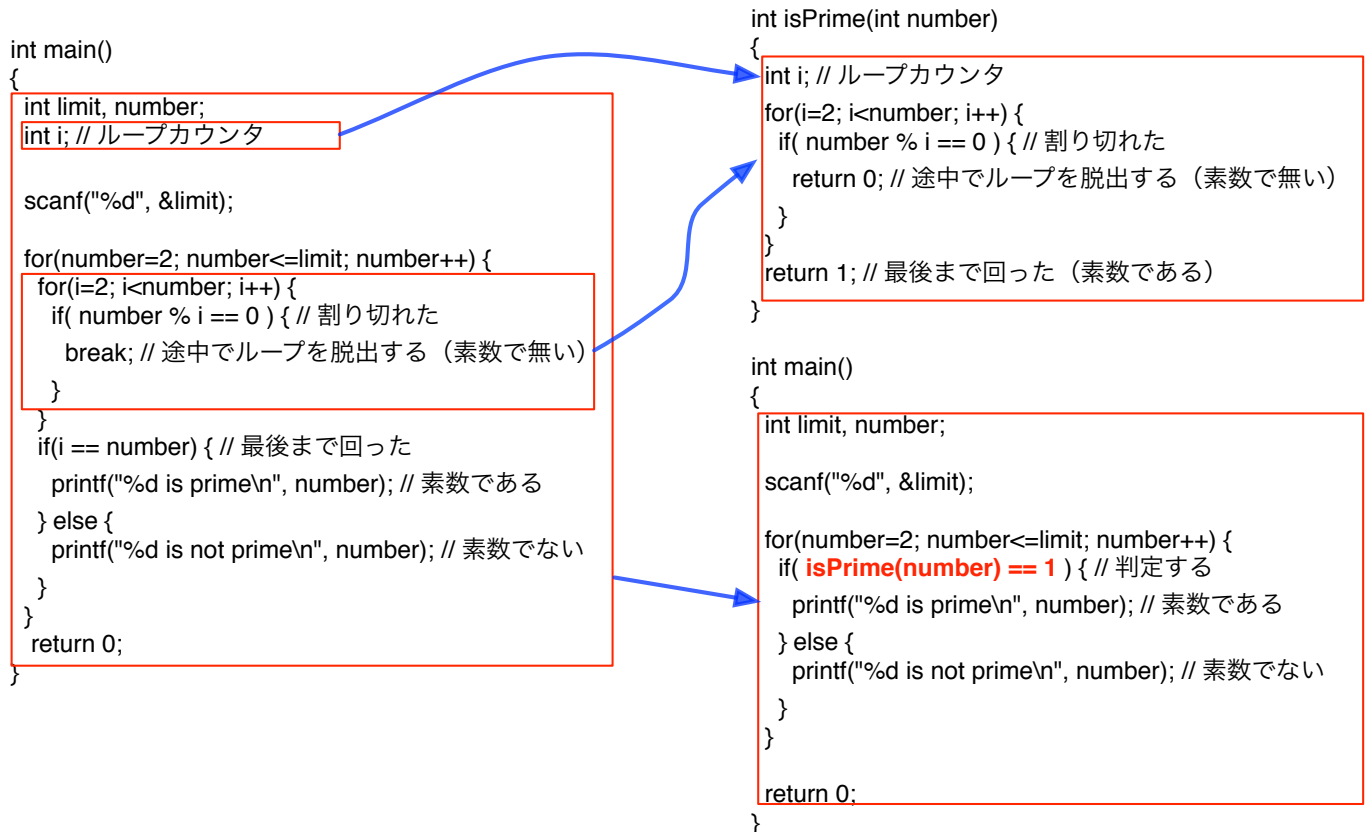 int main()
{
int limit, number;
int i; // ループカウンタ
scanf("%d", &limit);
for(number=2; number<=limit; number++) {
for(i=2; i<number; i++) {
if( number % i == 0 ) { // 割り切れた
break; // 途中でループを脱出する（素数で無い）
}
}
if(i == number) { // 最後まで回った
printf("%d is prime\n", number); // 素数である
} else {
printf("%d is not prime\n", number); // 素数でない
}
}
return 0;
}
int isPrime(int number)
{
int i; // ループカウンタ
for(i=2; i<number; i++) {
if( number % i == 0 ) { // 割り切れた
return 0; // 途中でループを脱出する（素数で無い）
}
}
return 1; // 最後まで回った（素数である）
}
int main()
{
int limit, number;
scanf("%d", &limit);
for(number=2; number<=limit; number++) {
if( isPrime(number) == 1 ) { // 判定する
printf("%d is prime\n", number); // 素数である
} else {
printf("%d is not prime\n", number); // 素数でない
}
}
return 0;
}